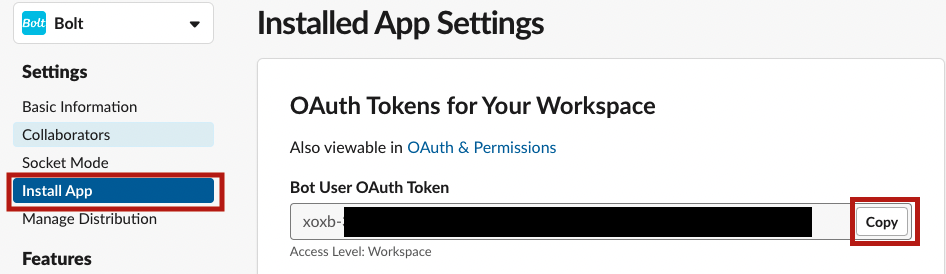 Bolt Bolt
Installed App Settings
Settings
Basic Information
Collaborators
Socket Mode
Install App
Manage Distribution
Features
OAuth Tokens for Your Workspace
Also viewable in OAuth & Permissions
Bot User OAuth Token
xoxb-
Copy
Access Level: Workspace